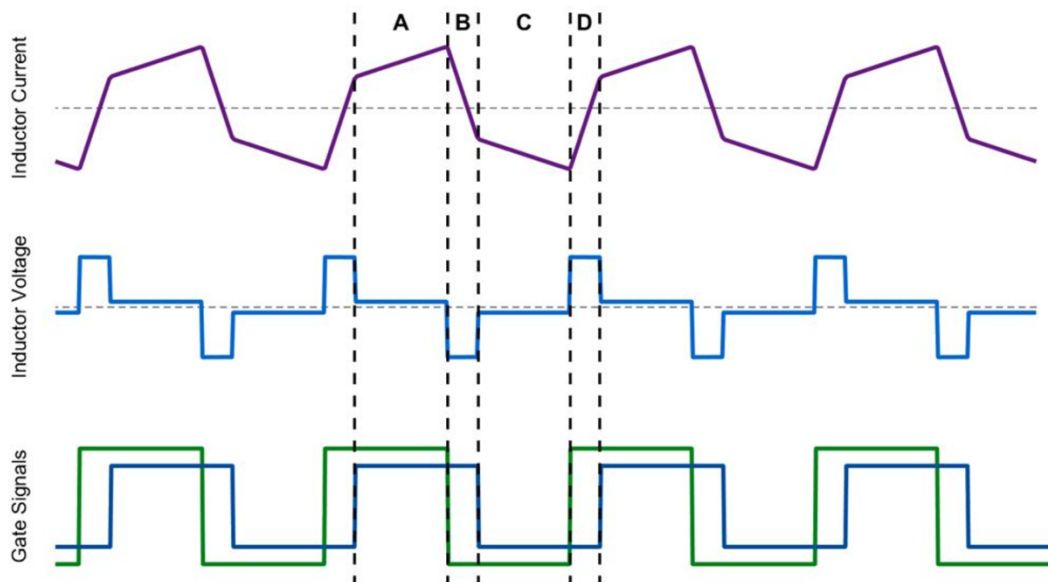 A B C D
Inductor Current
Inductor Voltage
Gate Signals